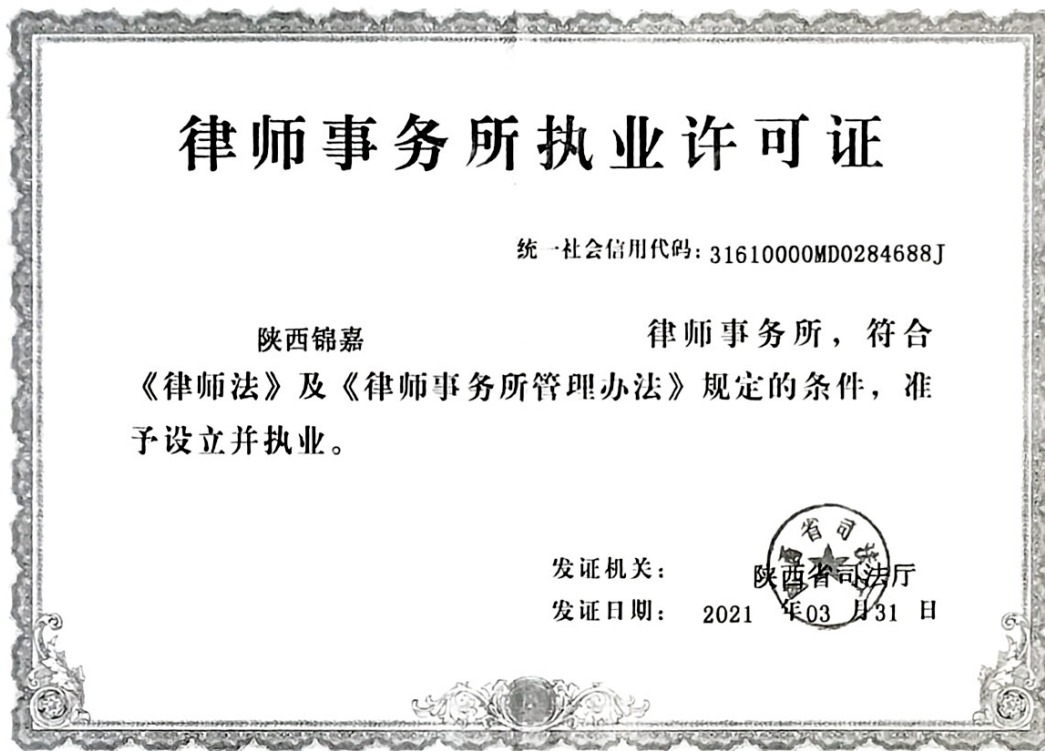 律师事务所执业许可证
统一社会信用代码：31610000MD0284688J
陕西锦嘉 律师事务所，符合
《律师法》及《律师事务所管理办法》规定的条件，准
予设立并执业。
发证机关： 陕西省司法厅
发证日期： 2021 年03 月31 日